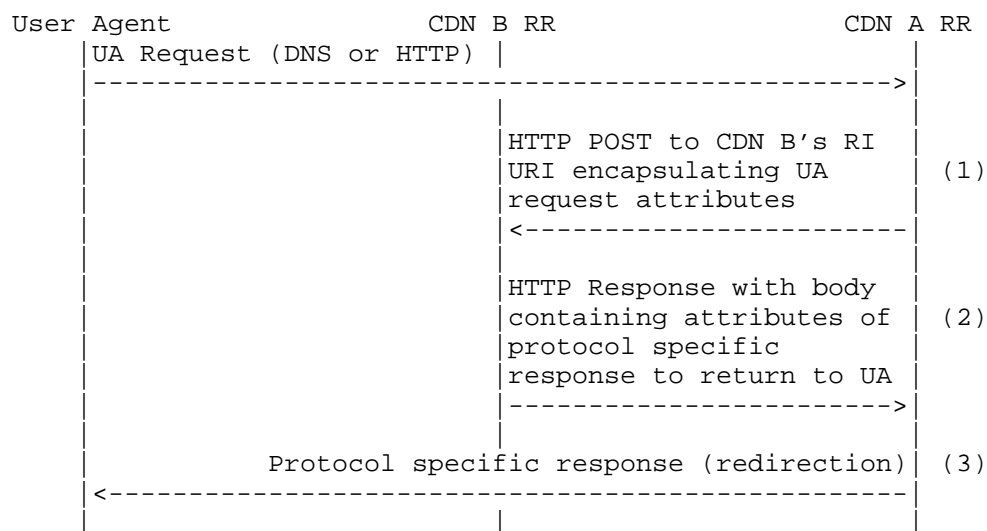 User Agent CDN B RR CDN A RR
UA Request (DNS or HTTP)
HTTP POST to CDN B's RI
URI encapsulating UA (1)
request attributes
HTTP Response with body
containing attributes of (2)
protocol specific
response to return to UA
Protocol specific response (redirection) (3)